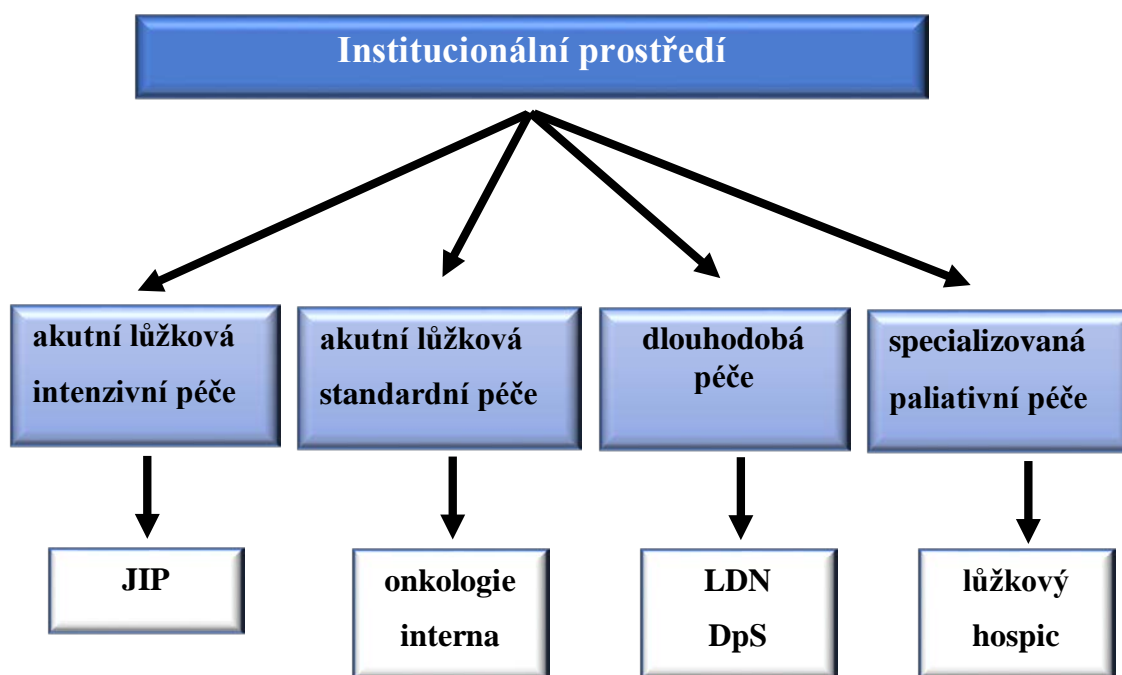 Institucionální prostředí
akutní lůžková
intenzivní péče
akutní lůžková
standardní péče
dlouhodobá
péče
specializovaná
paliativní péče
JIP
onkologie
interna
LDN
DpS
lůžkový
hospic